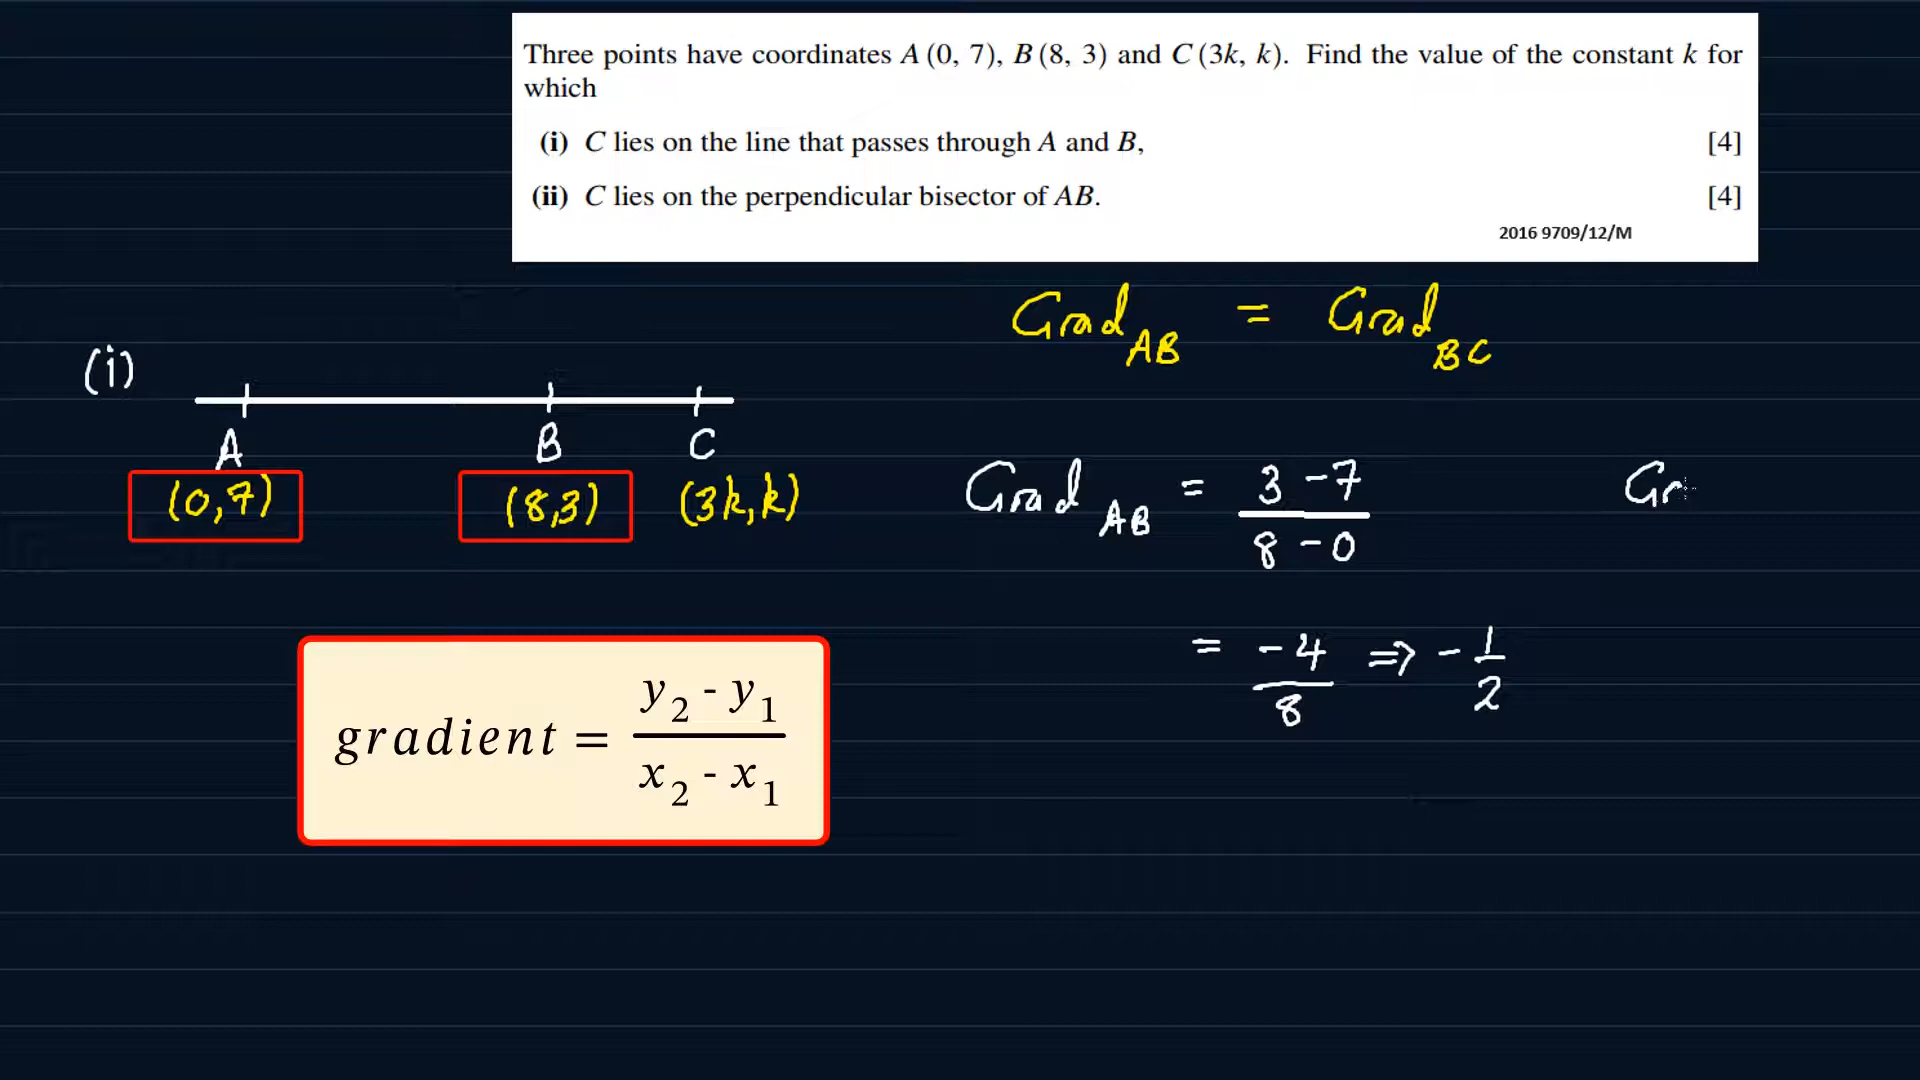 Three points have coordinates A (0, 7), B (8, 3) and C (3k, k). Find the value of the constant k for
which
(i) C lies on the line that passes through A and B, [4]
(ii) C lies on the perpendicular bisector of AB. [4]
2016 9709/12/M
Grad AB = Grad BC
(i)
A B C
(0,7) (8,3) (3k,k)
Grad AB = 3 - 7 / 8 - 0
Gr
= -4/8 ⇒ -1/2
gradient = y2 - y1 / x2 - x1